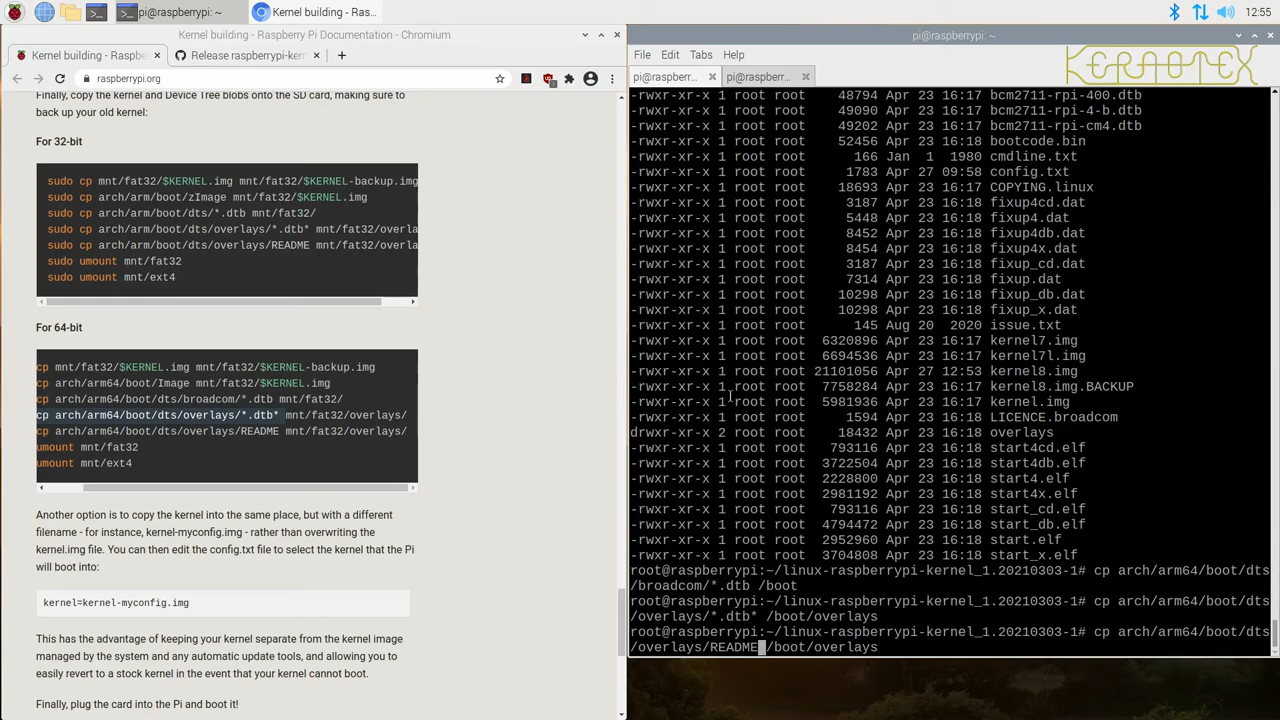 pi@raspberrypi: ~
Kernel building - Ras...
12:55
Kernel building - Raspberry Pi Documentation - Chromium
Kernel building - Raspb
Release raspberrypi-kern
raspberrypi.org
Finally, copy the kernel and Device Tree blobs onto the SD card, making sure to
back up your old kernel:
For 32-bit
sudo cp mnt/fat32/$KERNEL.img mnt/fat32/$KERNEL-backup.img
sudo cp arch/arm/boot/zImage mnt/fat32/$KERNEL.img
sudo cp arch/arm/boot/dts/*.dtb mnt/fat32/
sudo cp arch/arm/boot/dts/overlays/*.dtb* mnt/fat32/overla
sudo cp arch/arm/boot/dts/overlays/README mnt/fat32/overla
sudo umount mnt/fat32
sudo umount mnt/ext4
For 64-bit
cp mnt/fat32/$KERNEL.img mnt/fat32/$KERNEL-backup.img
cp arch/arm64/boot/Image mnt/fat32/$KERNEL.img
cp arch/arm64/boot/dts/broadcom/*.dtb mnt/fat32/
cp arch/arm64/boot/dts/overlays/*.dtb* mnt/fat32/overlays/
cp arch/arm64/boot/dts/overlays/README mnt/fat32/overlays/
umount mnt/fat32
umount mnt/ext4
Another option is to copy the kernel into the same place, but with a different
filename - for instance, kernel-myconfig.img - rather than overwriting the
kernel.img file. You can then edit the config.txt file to select the kernel that the Pi
will boot into:
kernel=kernel-myconfig.img
This has the advantage of keeping your kernel separate from the kernel image
managed by the system and any automatic update tools, and allowing you to
easily revert to a stock kernel in the event that your kernel cannot boot.
Finally, plug the card into the Pi and boot it!
pi@raspberrypi: ~
File Edit Tabs Help
KEROTEX
pi@raspberr...
pi@raspberr...
-rwxr-xr-x 1 root root 48794 Apr 23 16:17 bcm2711-rpi-400.dtb
-rwxr-xr-x 1 root root 49090 Apr 23 16:17 bcm2711-rpi-4-b.dtb
-rwxr-xr-x 1 root root 49202 Apr 23 16:17 bcm2711-rpi-cm4.dtb
-rwxr-xr-x 1 root root 52456 Apr 23 16:18 bootcode.bin
-rwxr-xr-x 1 root root 166 Jan 1 1980 cmdline.txt
-rwxr-xr-x 1 root root 1783 Apr 27 09:58 config.txt
-rwxr-xr-x 1 root root 18693 Apr 23 16:17 COPYING.linux
-rwxr-xr-x 1 root root 3187 Apr 23 16:18 fixup4cd.dat
-rwxr-xr-x 1 root root 5448 Apr 23 16:18 fixup4.dat
-rwxr-xr-x 1 root root 8452 Apr 23 16:18 fixup4db.dat
-rwxr-xr-x 1 root root 8454 Apr 23 16:18 fixup4x.dat
-rwxr-xr-x 1 root root 3187 Apr 23 16:18 fixup_cd.dat
-rwxr-xr-x 1 root root 7314 Apr 23 16:18 fixup.dat
-rwxr-xr-x 1 root root 10298 Apr 23 16:18 fixup_db.dat
-rwxr-xr-x 1 root root 10298 Apr 23 16:18 fixup_x.dat
-rwxr-xr-x 1 root root 145 Aug 20 2020 issue.txt
-rwxr-xr-x 1 root root 6320896 Apr 23 16:17 kernel7.img
-rwxr-xr-x 1 root root 6694536 Apr 23 16:17 kernel7l.img
-rwxr-xr-x 1 root root 21101056 Apr 27 12:53 kernel8.img
-rwxr-xr-x 1 root root 7758284 Apr 23 16:17 kernel8.img.BACKUP
-rwxr-xr-x 1 root root 5981936 Apr 23 16:17 kernel.img
-rwxr-xr-x 1 root root 1594 Apr 23 16:18 LICENCE.broadcom
drwxr-xr-x 2 root root 18432 Apr 23 16:18 overlays
-rwxr-xr-x 1 root root 793116 Apr 23 16:18 start4cd.elf
-rwxr-xr-x 1 root root 3722504 Apr 23 16:18 start4db.elf
-rwxr-xr-x 1 root root 2228800 Apr 23 16:18 start4.elf
-rwxr-xr-x 1 root root 2981192 Apr 23 16:18 start4x.elf
-rwxr-xr-x 1 root root 793116 Apr 23 16:18 start_cd.elf
-rwxr-xr-x 1 root root 4794472 Apr 23 16:18 start_db.elf
-rwxr-xr-x 1 root root 2952960 Apr 23 16:18 start.elf
-rwxr-xr-x 1 root root 3704808 Apr 23 16:18 start_x.elf
root@raspberrypi:~/linux-raspberrypi-kernel_1.20210303-1# cp arch/arm64/boot/dts
/broadcom/*.dtb /boot
root@raspberrypi:~/linux-raspberrypi-kernel_1.20210303-1# cp arch/arm64/boot/dts
/overlays/*.dtb* /boot/overlays
root@raspberrypi:~/linux-raspberrypi-kernel_1.20210303-1# cp arch/arm64/boot/dts
/overlays/README /boot/overlays